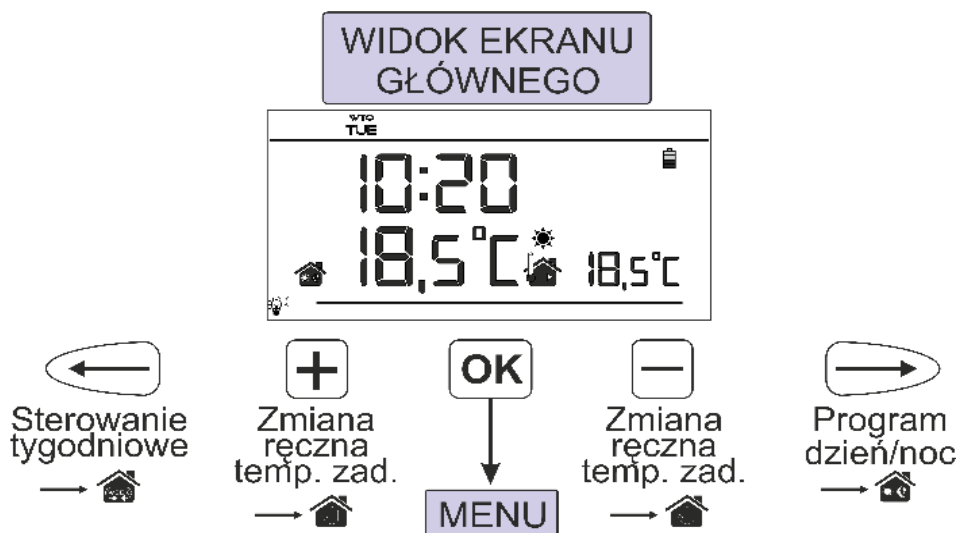 WIDOK EKRANU
GŁÓWNEGO
WTO
TUE
10:20
18,5°C
18,5°C
OK
Sterowanie
tygodniowe
Zmiana
ręczna
temp. zad.
Zmiana
ręczna
temp. zad.
Program
dzień/noc
MENU